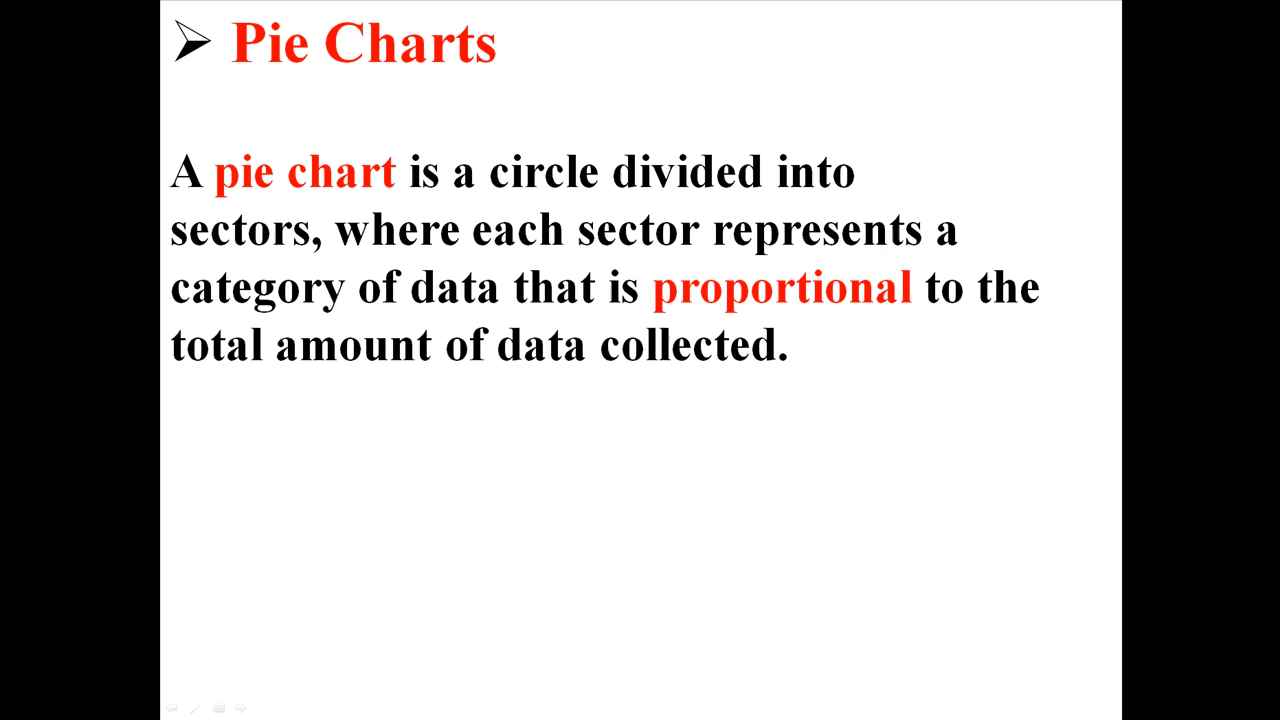 Pie Charts
A pie chart is a circle divided into
sectors, where each sector represents a
category of data that is proportional to the
total amount of data collected.